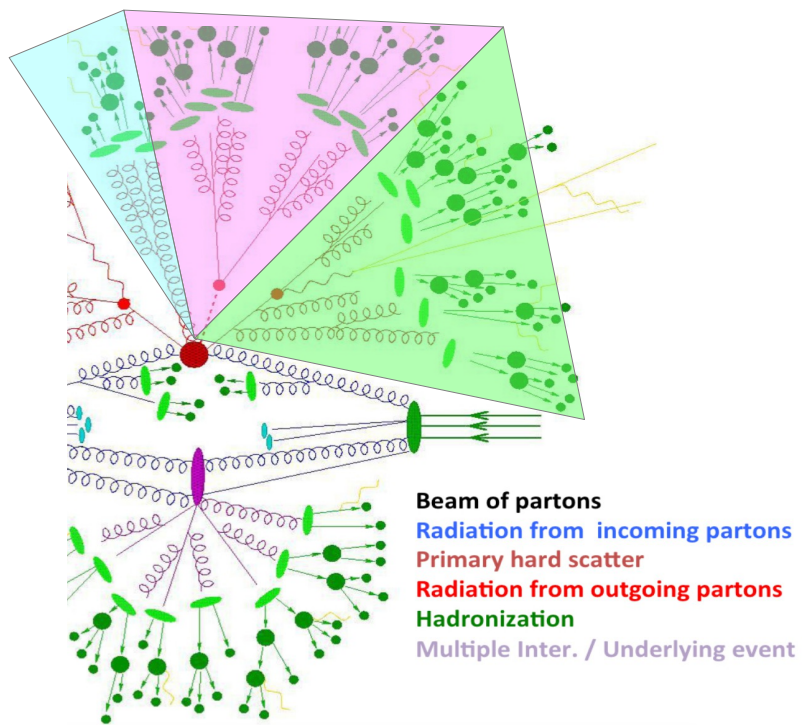 Beam of partons
Radiation from incoming partons
Primary hard scatter
Radiation from outgoing partons
Hadronization
Multiple Inter. / Underlying event